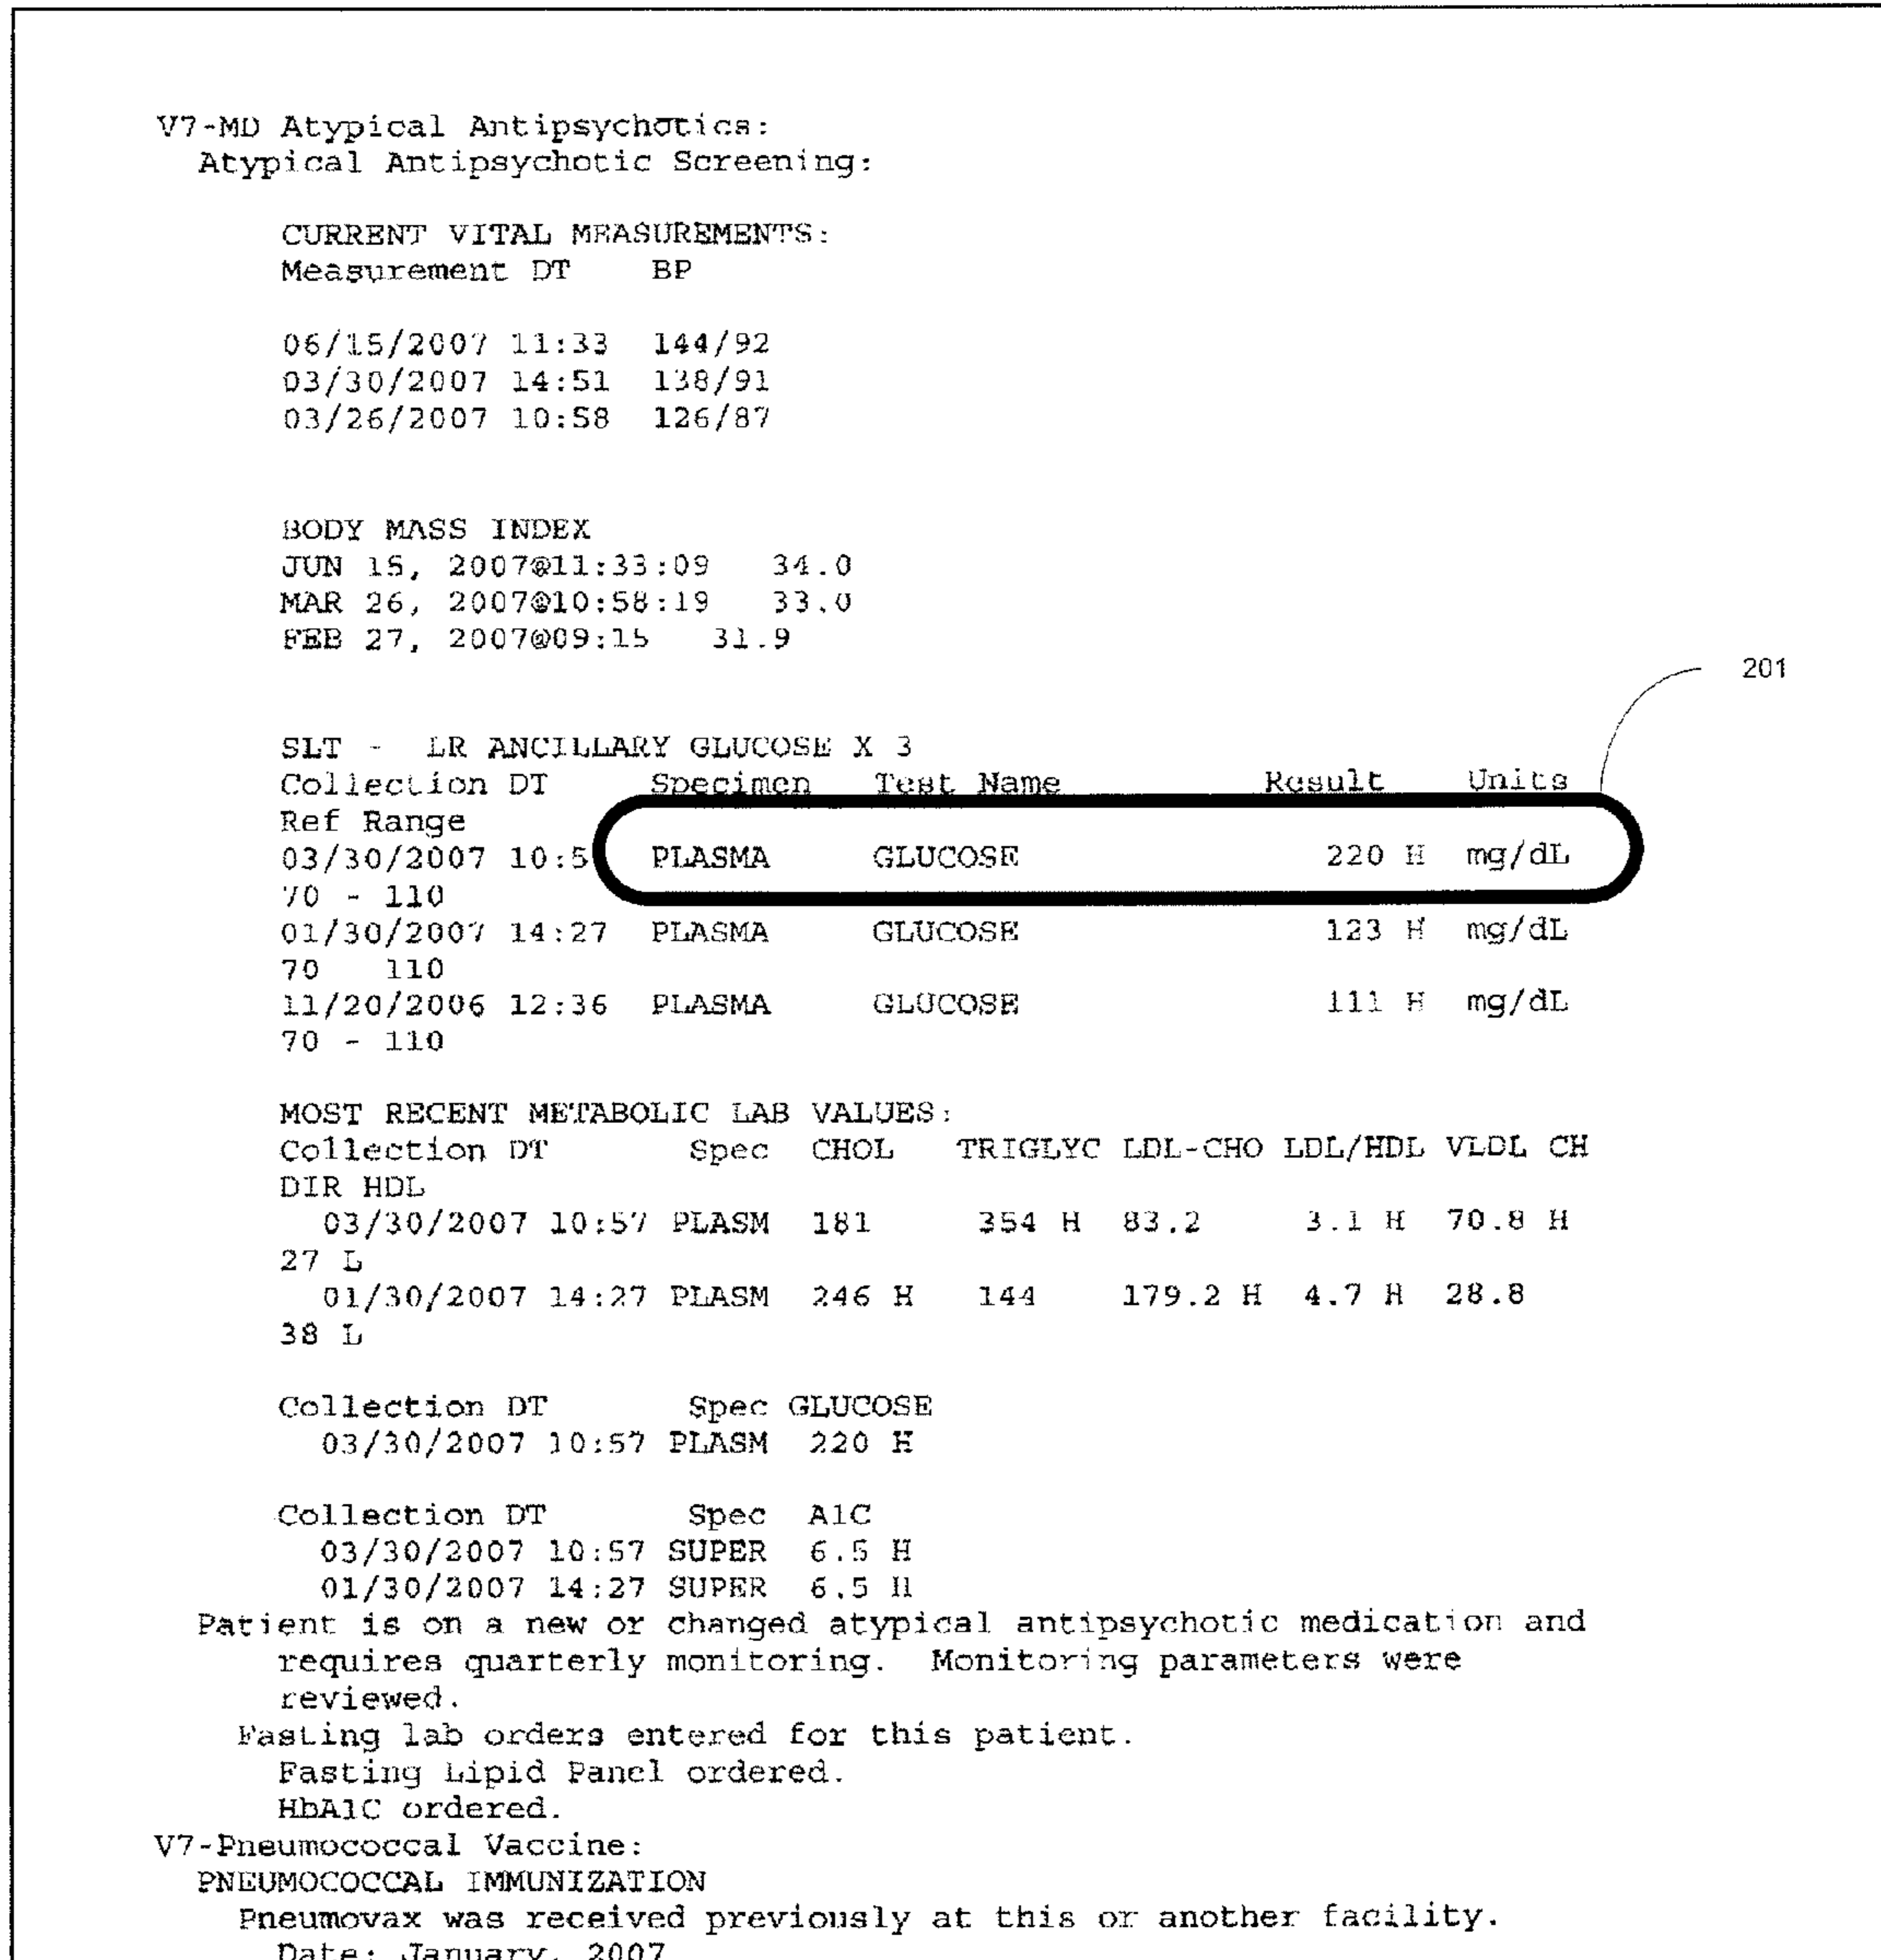 V7-MD Atypical Antipsychotics:
Atypical Antipsychotic Screening:
CURRENT VITAL MEASUREMENTS:
Measurement DT BP
06/15/2007 11:33 144/92
03/30/2007 14:51 138/91
03/26/2007 10:58 126/87
BODY MASS INDEX
JUN 15, 2007@11:33:09 34.0
MAR 26, 2007@10:58:19 33.0
FEB 27, 2007@09:15 31.9
201
SLT - LR ANCILLARY GLUCOSE X 3
Collection DT Specimen Test Name Result Units
Ref Range
03/30/2007 10:5 PLASMA GLUCOSE 220 H mg/dL
70 - 110
01/30/2007 14:27 PLASMA GLUCOSE 123 H mg/dL
70 110
11/20/2006 12:36 PLASMA GLUCOSE 111 H mg/dL
70 - 110
MOST RECENT METABOLIC LAB VALUES:
Collection DT Spec CHOL TRIGLYC LDL-CHO LDL/HDL VLDL CH
DIR HDL
03/30/2007 10:57 PLASM 181 354 H 83.2 3.1 H 70.8 H
27 L
01/30/2007 14:27 PLASM 246 H 144 179.2 H 4.7 H 28.8
38 L
Collection DT Spec GLUCOSE
03/30/2007 10:57 PLASM 220 H
Collection DT Spec A1C
03/30/2007 10:57 SUPER 6.5 H
01/30/2007 14:27 SUPER 6.5 H
Patient is on a new or changed atypical antipsychotic medication and
requires quarterly monitoring. Monitoring parameters were
reviewed.
Fasting lab orders entered for this patient.
Fasting Lipid Panel ordered.
HbA1C ordered.
V7-Pneumococcal Vaccine:
PNEUMOCOCCAL IMMUNIZATION
Pneumovax was received previously at this or another facility.
Date: January, 2007